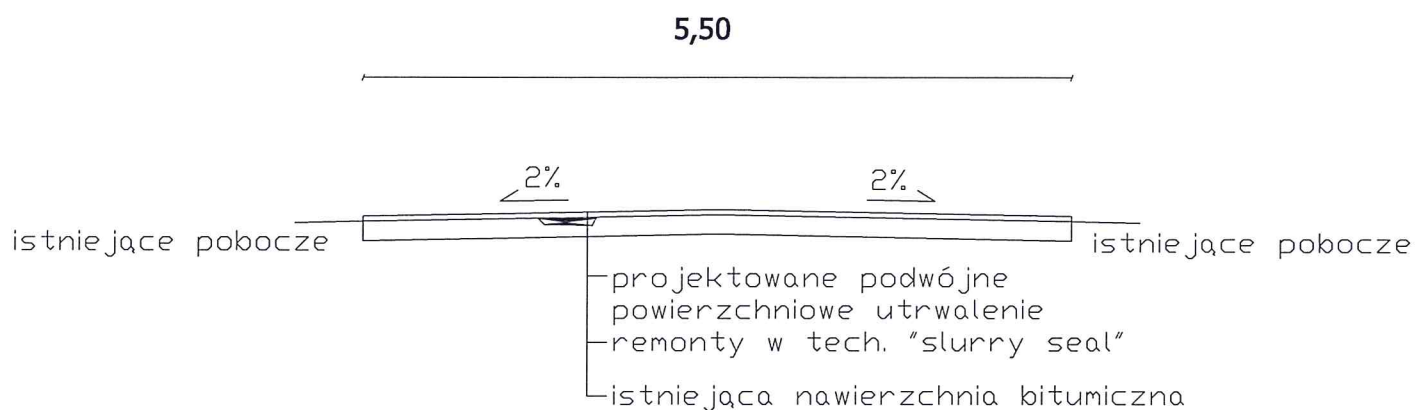 5,50
2%
2%
istniejące pobocze
istniejące pobocze
projektowane podwójne
powierzchniowe utrwalenie
remonty w tech. "slurry seal"
istniejąca nawierzchnia bitumiczna